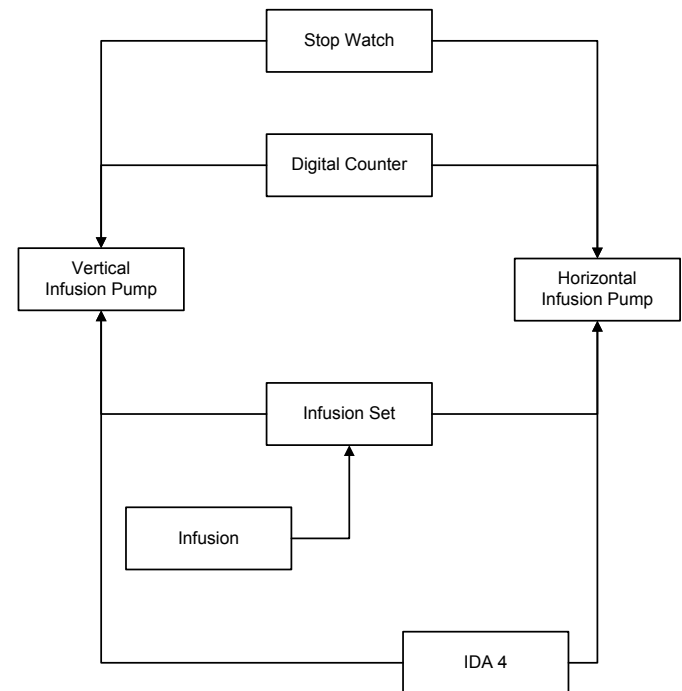 Stop Watch
Digital Counter
Vertical
Infusion Pump
Horizontal
Infusion Pump
Infusion Set
Infusion
IDA 4